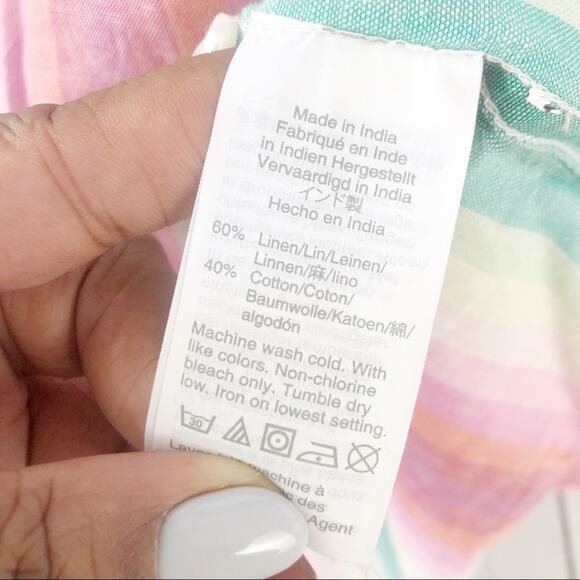 Made in India
Fabriqué en Inde
in Indien Hergestellt
Vervaardigd in India
インド製
Hecho en India
60% Linen/Lin/Leinen/
Linnen/麻/lino
40% Cotton/Coton/
Baumwolle/Katoen/綿/
algodón
Machine wash cold. With
like colors. Non-chlorine
bleach only. Tumble dry
low. Iron on lowest setting.
30
machine à
des
Agent